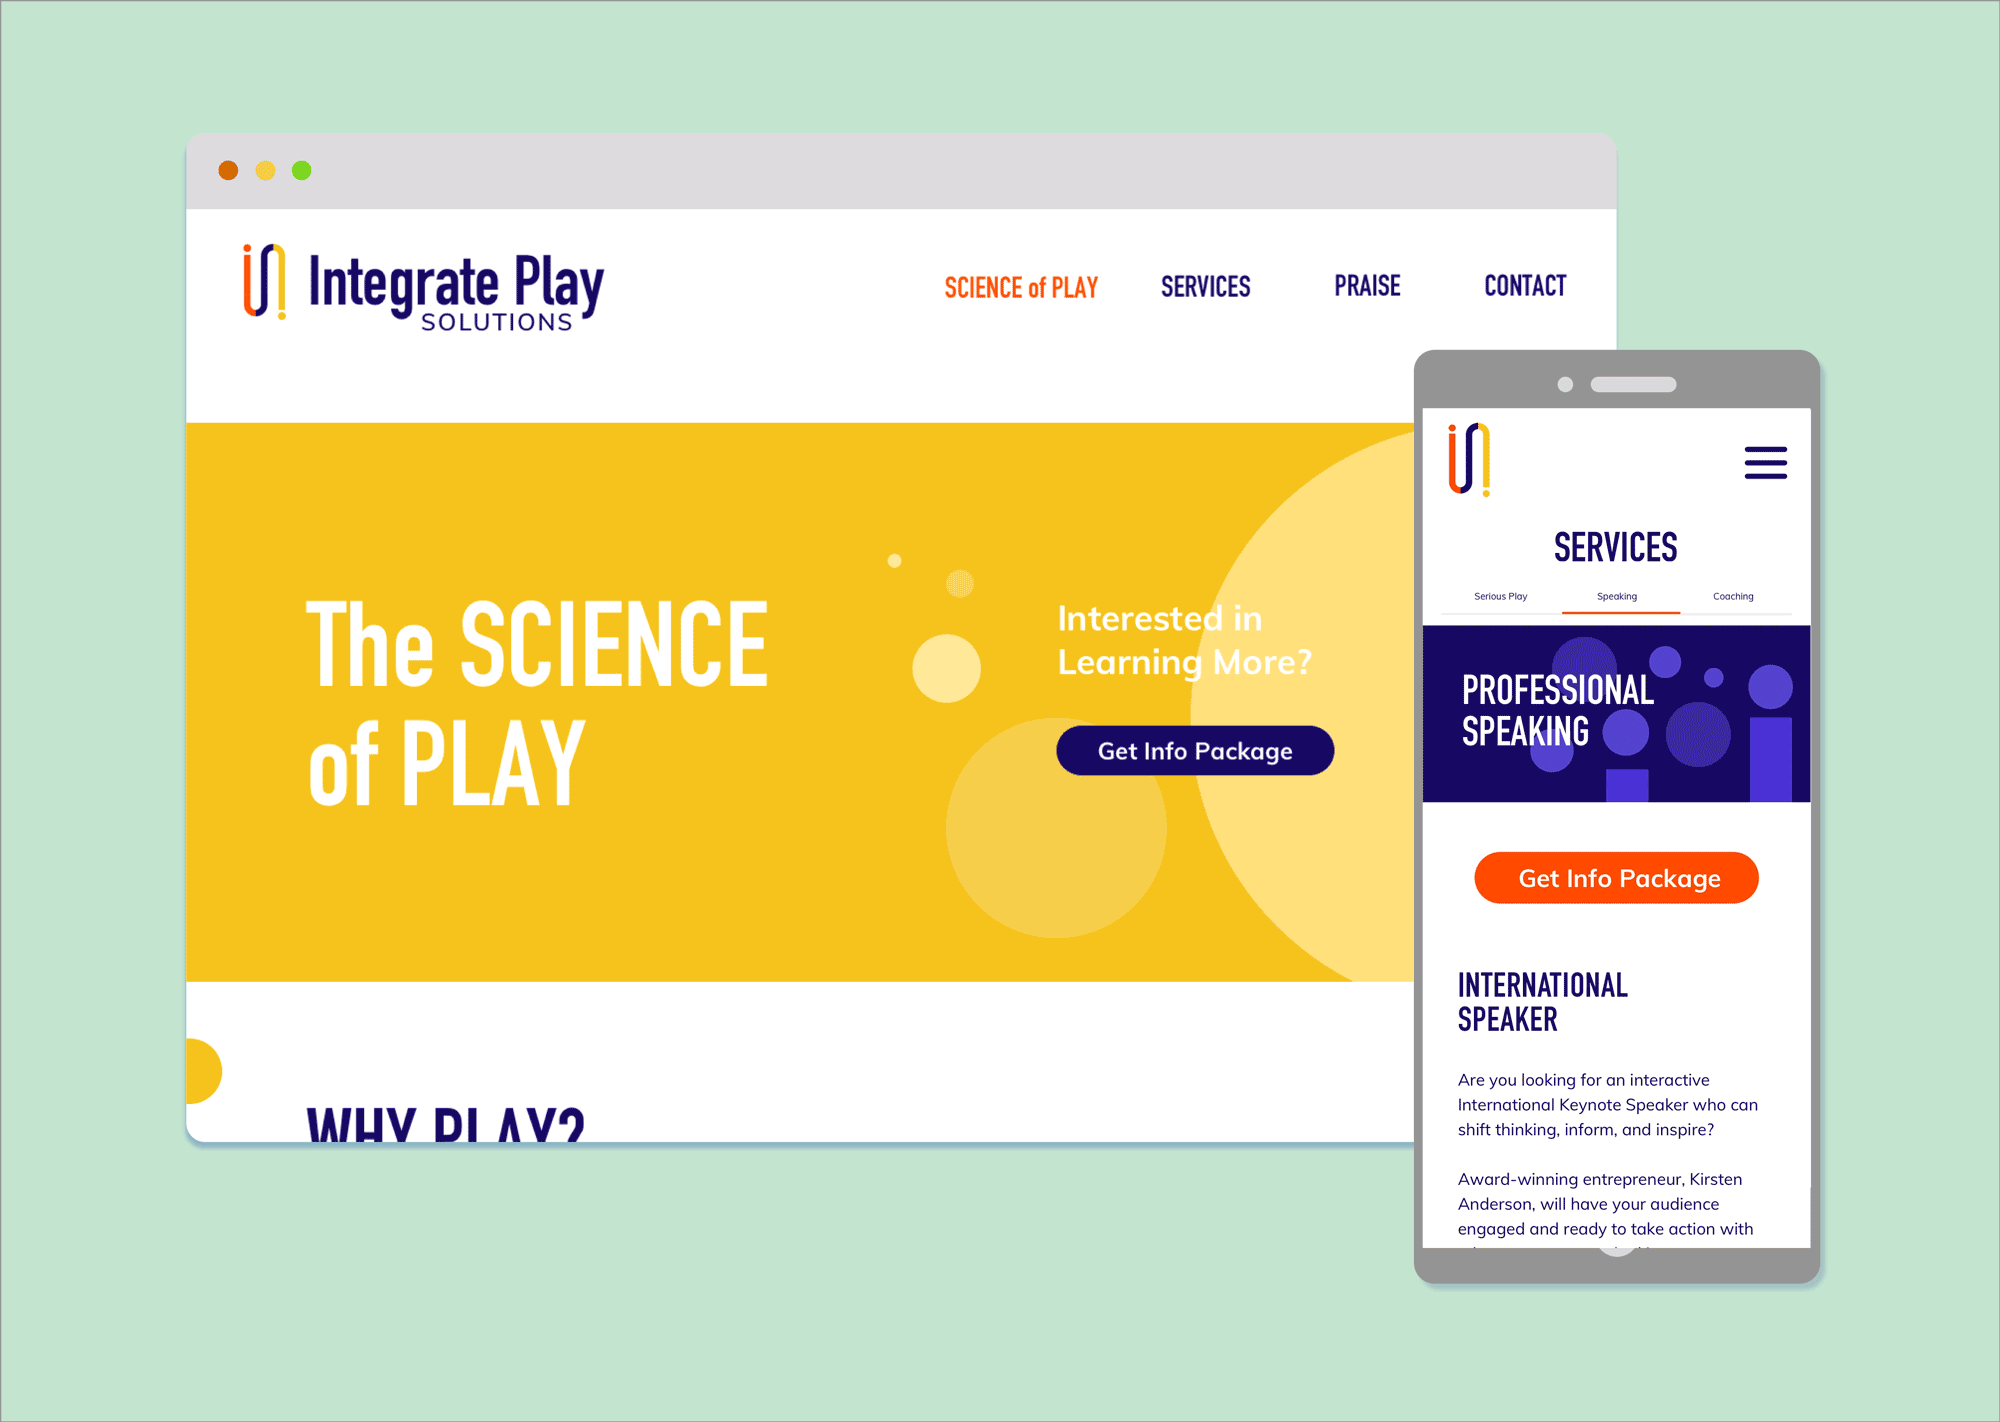 Integrate Play
SOLUTIONS
SCIENCE of PLAY
SERVICES
PRAISE
CONTACT
The SCIENCE
of PLAY
Interested in
Learning More?
Get Info Package
WHY PLAY?
SERVICES
Serious Play
Speaking
Coaching
PROFESSIONAL
SPEAKING
Get Info Package
INTERNATIONAL
SPEAKER
Are you looking for an interactive
International Keynote Speaker who can
shift thinking, inform, and inspire?
Award-winning entrepreneur, Kirsten
Anderson, will have your audience
engaged and ready to take action with